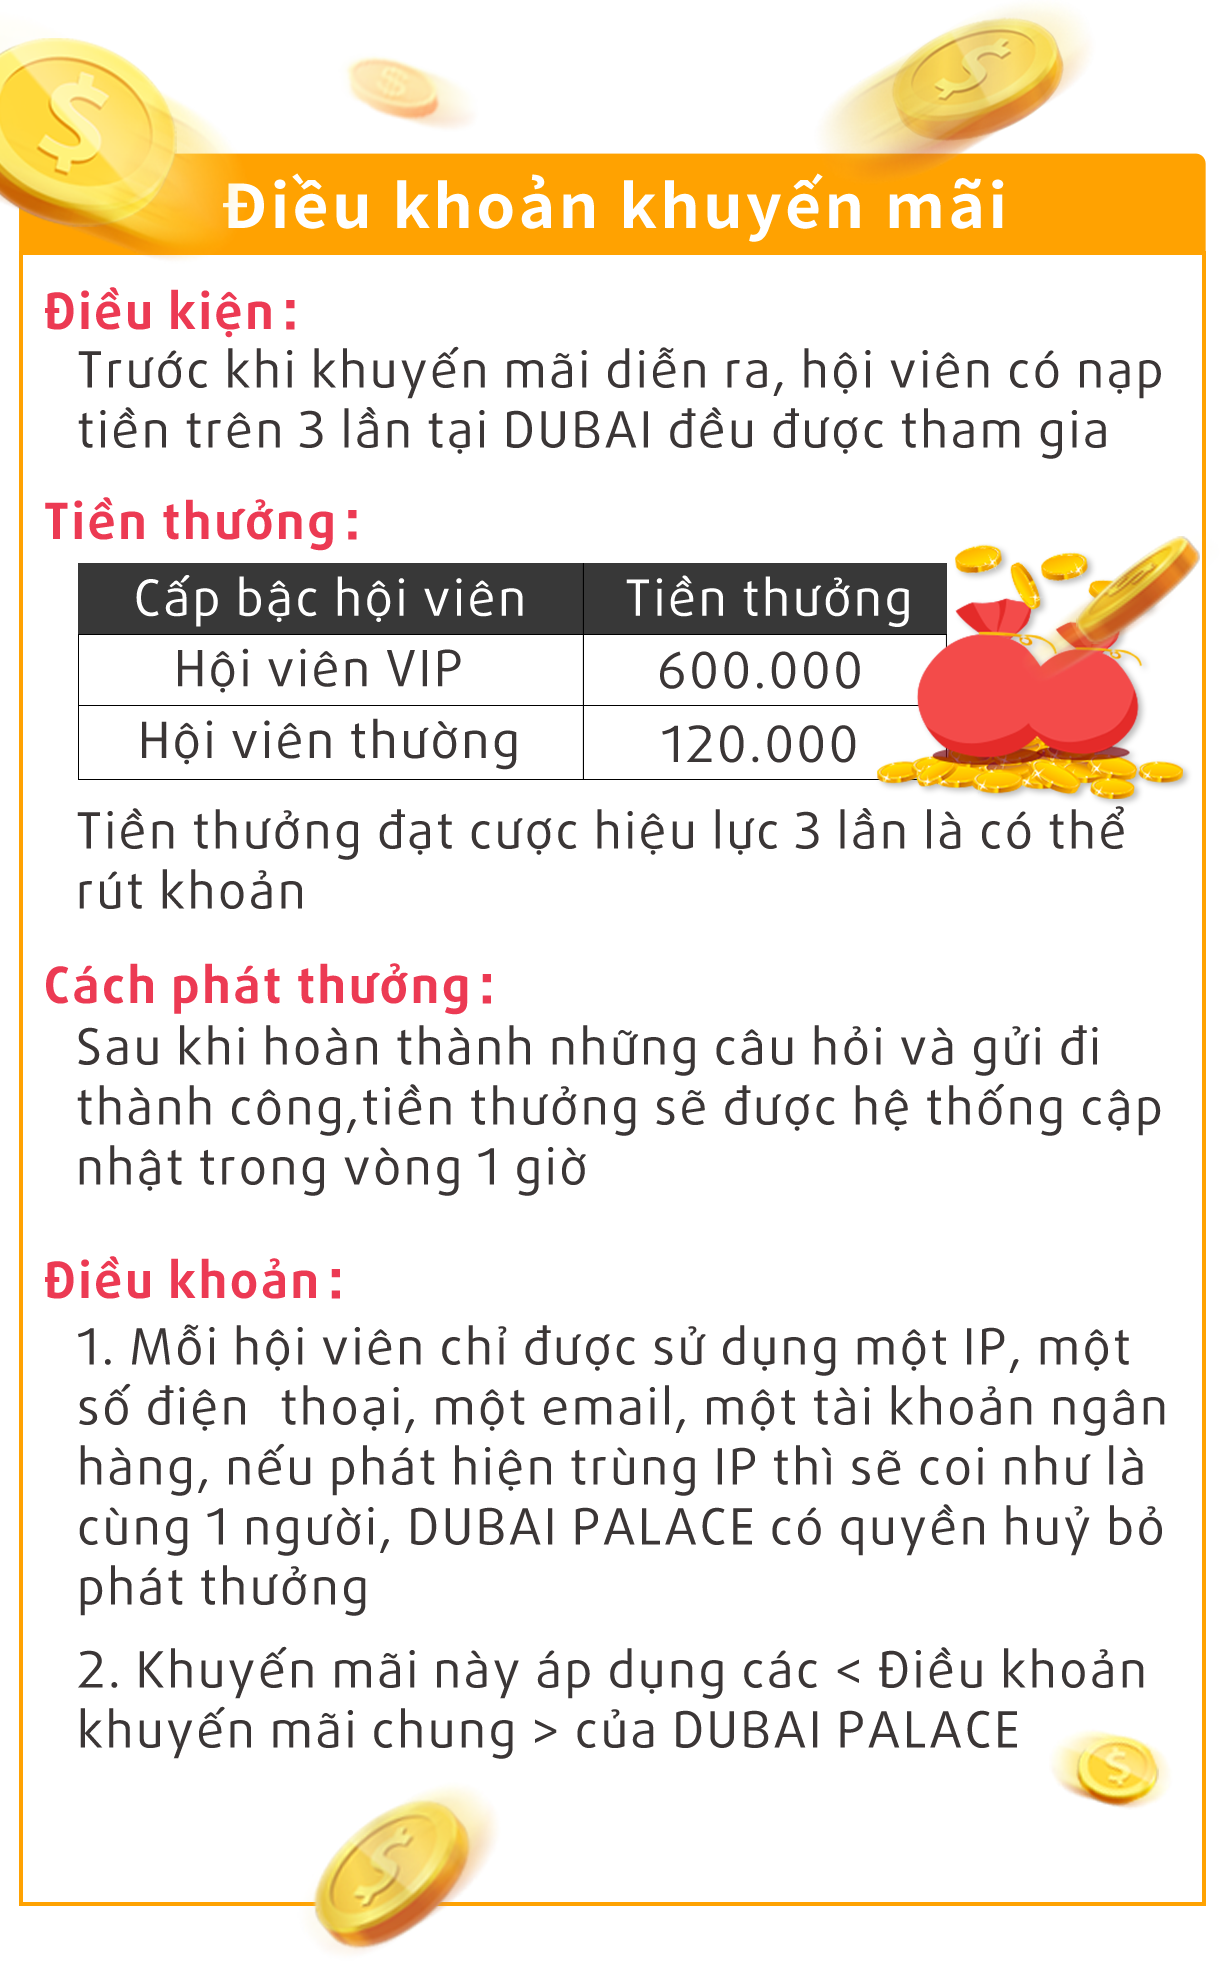 Điều khoản khuyến mãi
Điều kiện:
Trước khi khuyến mãi diễn ra, hội viên có nạp
tiền trên 3 lần tại DUBAI đều được tham gia
Tiền thưởng:
Cấp bậc hội viên Tiền thưởng
Hội viên VIP 600.000
Hội viên thường 120.000
Tiền thưởng đạt cược hiệu lực 3 lần là có thể
rút khoản
Cách phát thưởng:
Sau khi hoàn thành những câu hỏi và gửi đi
thành công,tiền thưởng sẽ được hệ thống cập
nhật trong vòng 1 giờ
Điều khoản:
1. Mỗi hội viên chỉ được sử dụng một IP, một
số điện thoại, một email, một tài khoản ngân
hàng, nếu phát hiện trùng IP thì sẽ coi như là
cùng 1 người, DUBAI PALACE có quyền huỷ bỏ
phát thưởng
2. Khuyến mãi này áp dụng các < Điều khoản
khuyến mãi chung > của DUBAI PALACE